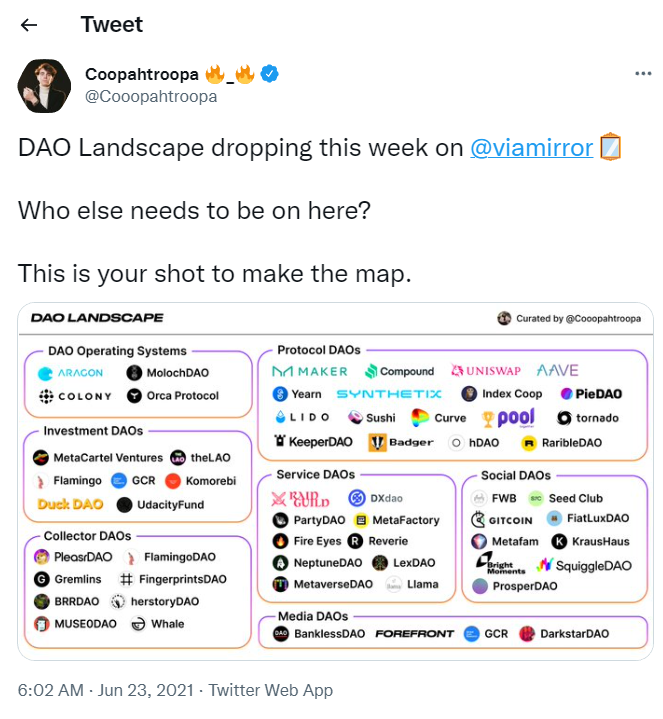 Tweet
Coopahtroopa 🔥_🔥
@Cooopahtroopa
DAO Landscape dropping this week on @viamirror
Who else needs to be on here?
This is your shot to make the map.
DAO LANDSCAPE
Curated by @Cooopahtroopa
DAO Operating Systems
ARAGON MolochDAO
COLONY Orca Protocol
Investment DAOs
MetaCartel Ventures THE LAO theLAO
Flamingo GCR Komorebi
Duck DAO UdacityFund
Collector DAOs
PleasrDAO FlamingoDAO
Gremlins FingerprintsDAO
BRRDAO herstoryDAO
MUSE0DAO Whale
Protocol DAOs
MAKER Compound UNISWAP AAVE
Yearn SYNTHETIX Index Coop PieDAO
LIDO Sushi Curve pool tornado
KeeperDAO Badger hDAO RaribleDAO
Service DAOs
RAID GUILD DXdao
PartyDAO MetaFactory
Fire Eyes R Reverie
NeptuneDAO LexDAO
MetaverseDAO Llama
Social DAOs
FWB Seed Club
GITCOIN FiatLuxDAO
Metafam K KrausHaus
Bright Moments SquiggleDAO
ProsperDAO
Media DAOs
DAO BanklessDAO FOREFRONT GCR DarkstarDAO
6:02 AM · Jun 23, 2021 · Twitter Web App